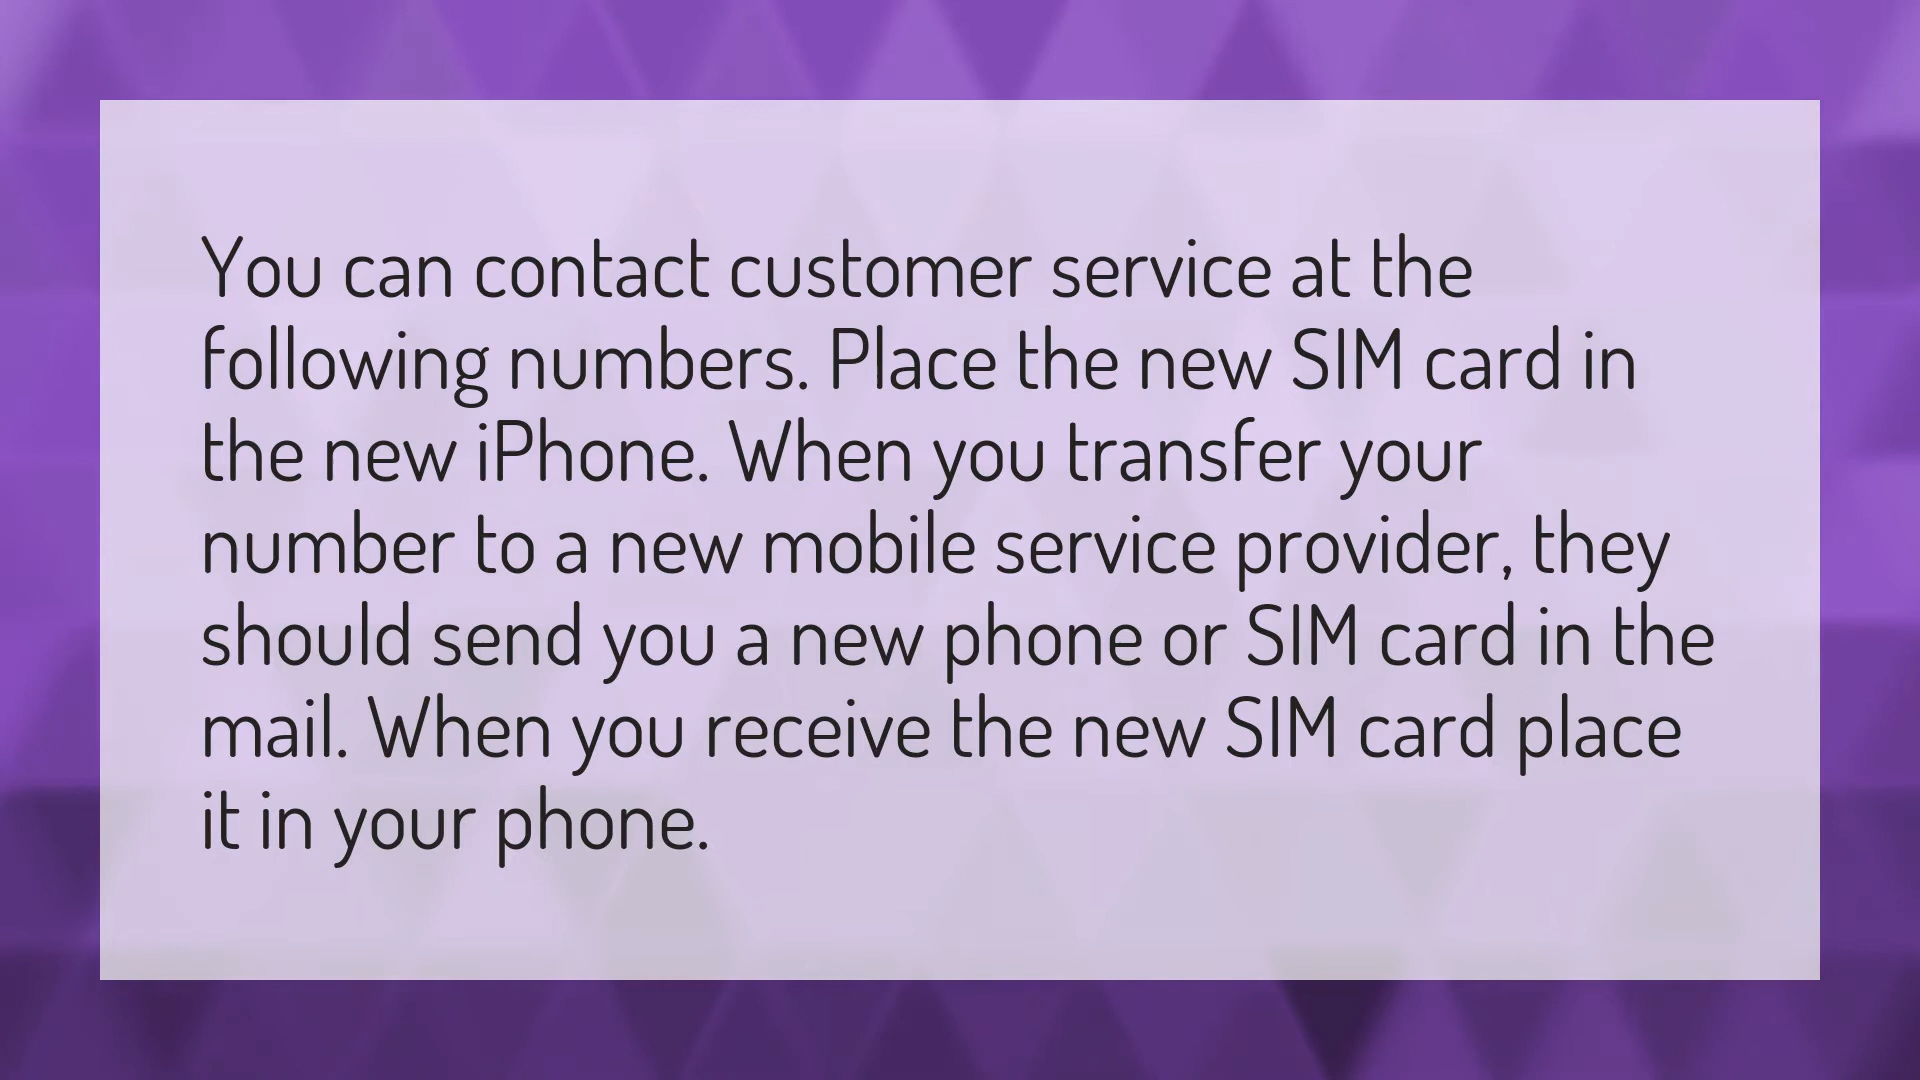 You can contact customer service at the
following numbers. Place the new SIM card in
the new iPhone. When you transfer your
number to a new mobile service provider, they
should send you a new phone or SIM card in the
mail. When you receive the new SIM card place
it in your phone.